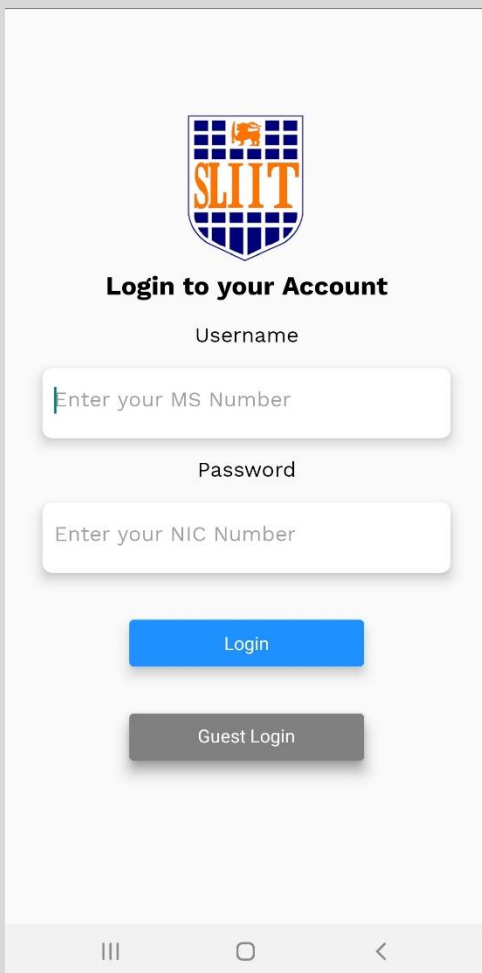 SLIIT
Login to your Account
Username
Enter your MS Number
Password
Enter your NIC Number
Login
Guest Login